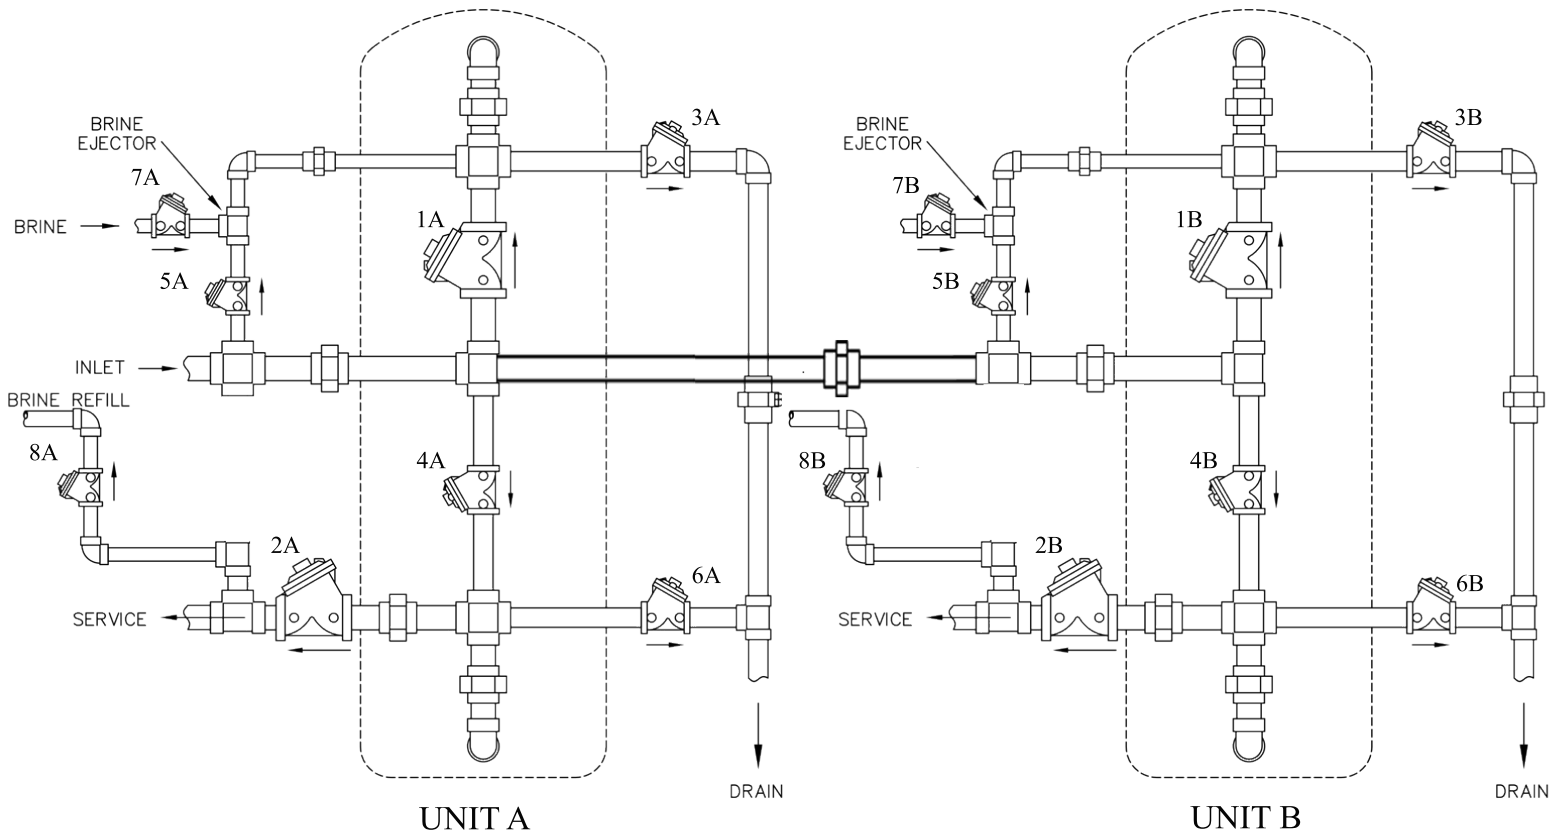 3A
3B
BRINE
EJECTOR
BRINE
EJECTOR
7A
7B
1A
1B
BRINE
5A
5B
INLET
BRINE REFILL
8A
4A
8B
4B
2A
2B
6A
6B
SERVICE
SERVICE
DRAIN
DRAIN
UNIT A
UNIT B